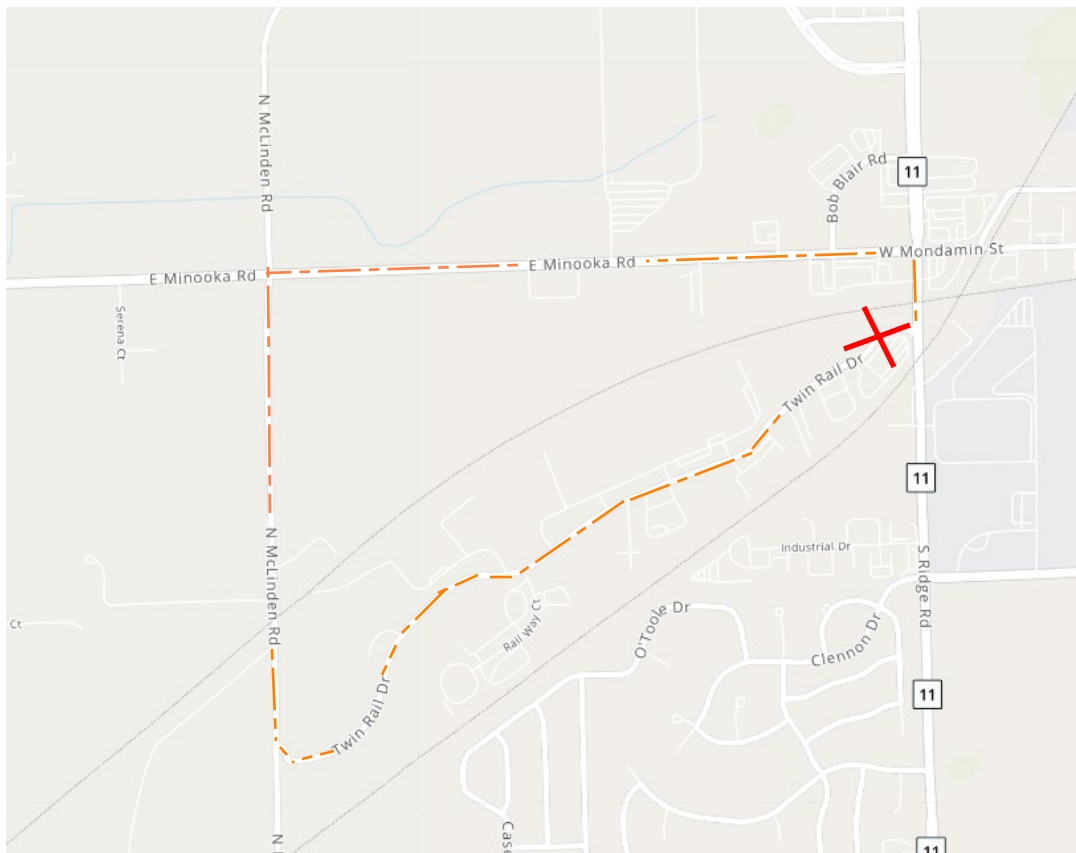 N McLinden Rd
Bob Blair Rd
11
E Minooka Rd
E Minooka Rd
W Mondamin St
Serena Ct
Twin Rail Dr
11
N McLinden Rd
Industrial Dr
S Ridge Rd
Ct
Rail Way Ct
O'Toole Dr
Clennon Dr
Twin Rail Dr
11
N
Case
11